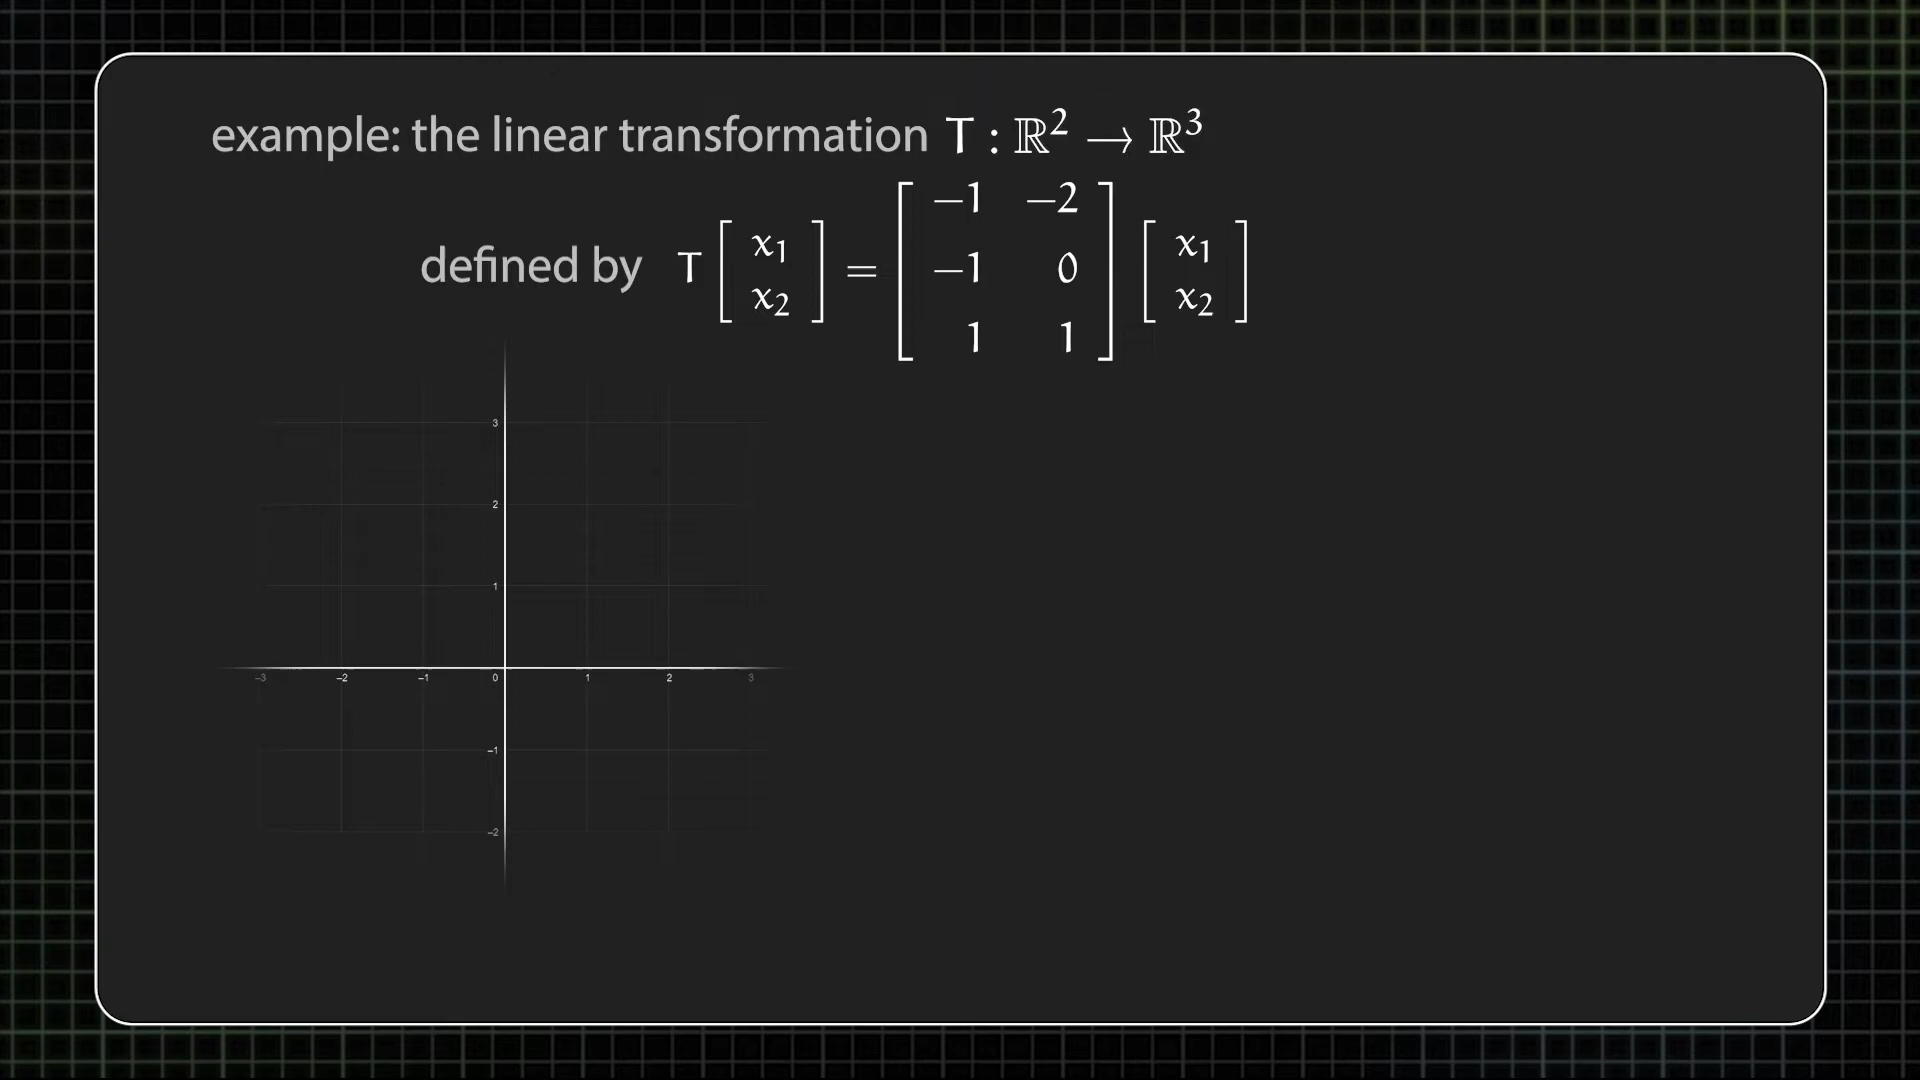 example: the linear transformation T : ℝ² → ℝ³
defined by T [ x₁ x₂ ] = [ −1 −2 −1 0 1 1 ] [ x₁ x₂ ]
3
2
1
−3 −2 −1 0 1 2 3
−1
−2